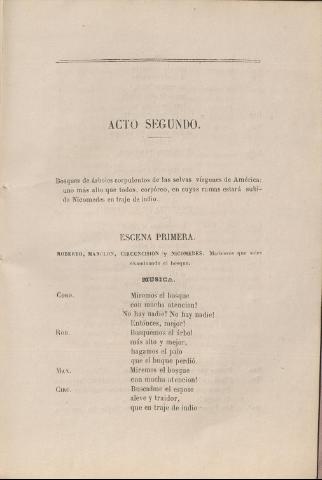 ACTO SEGUNDO.
Bosques de árboles corpulentos de las selvas vírgenes de América:
uno más alto que todos, corpóreo, en cuyas ramas estará subi-
do Nicomedes en traje de indio.
ESCENA PRIMERA.
ROBERTO, MANOLON, CIRCUNCISION y NICOMEDES. Marineros que salen
examinando el bosque.
MUSICA.
CORO. Miremos el bosque
con mucha atencion!
No hay nadie! No hay nadie!
Entónces, mejor!
ROB. Busquemos el árbol
más alto y mejor,
hagamos el palo
que el buque perdió.
MAN. Miremos el bosque
con mucha atencion!
CIRC. Buscadme el esposo
aleve y traidor,
que en traje de indio